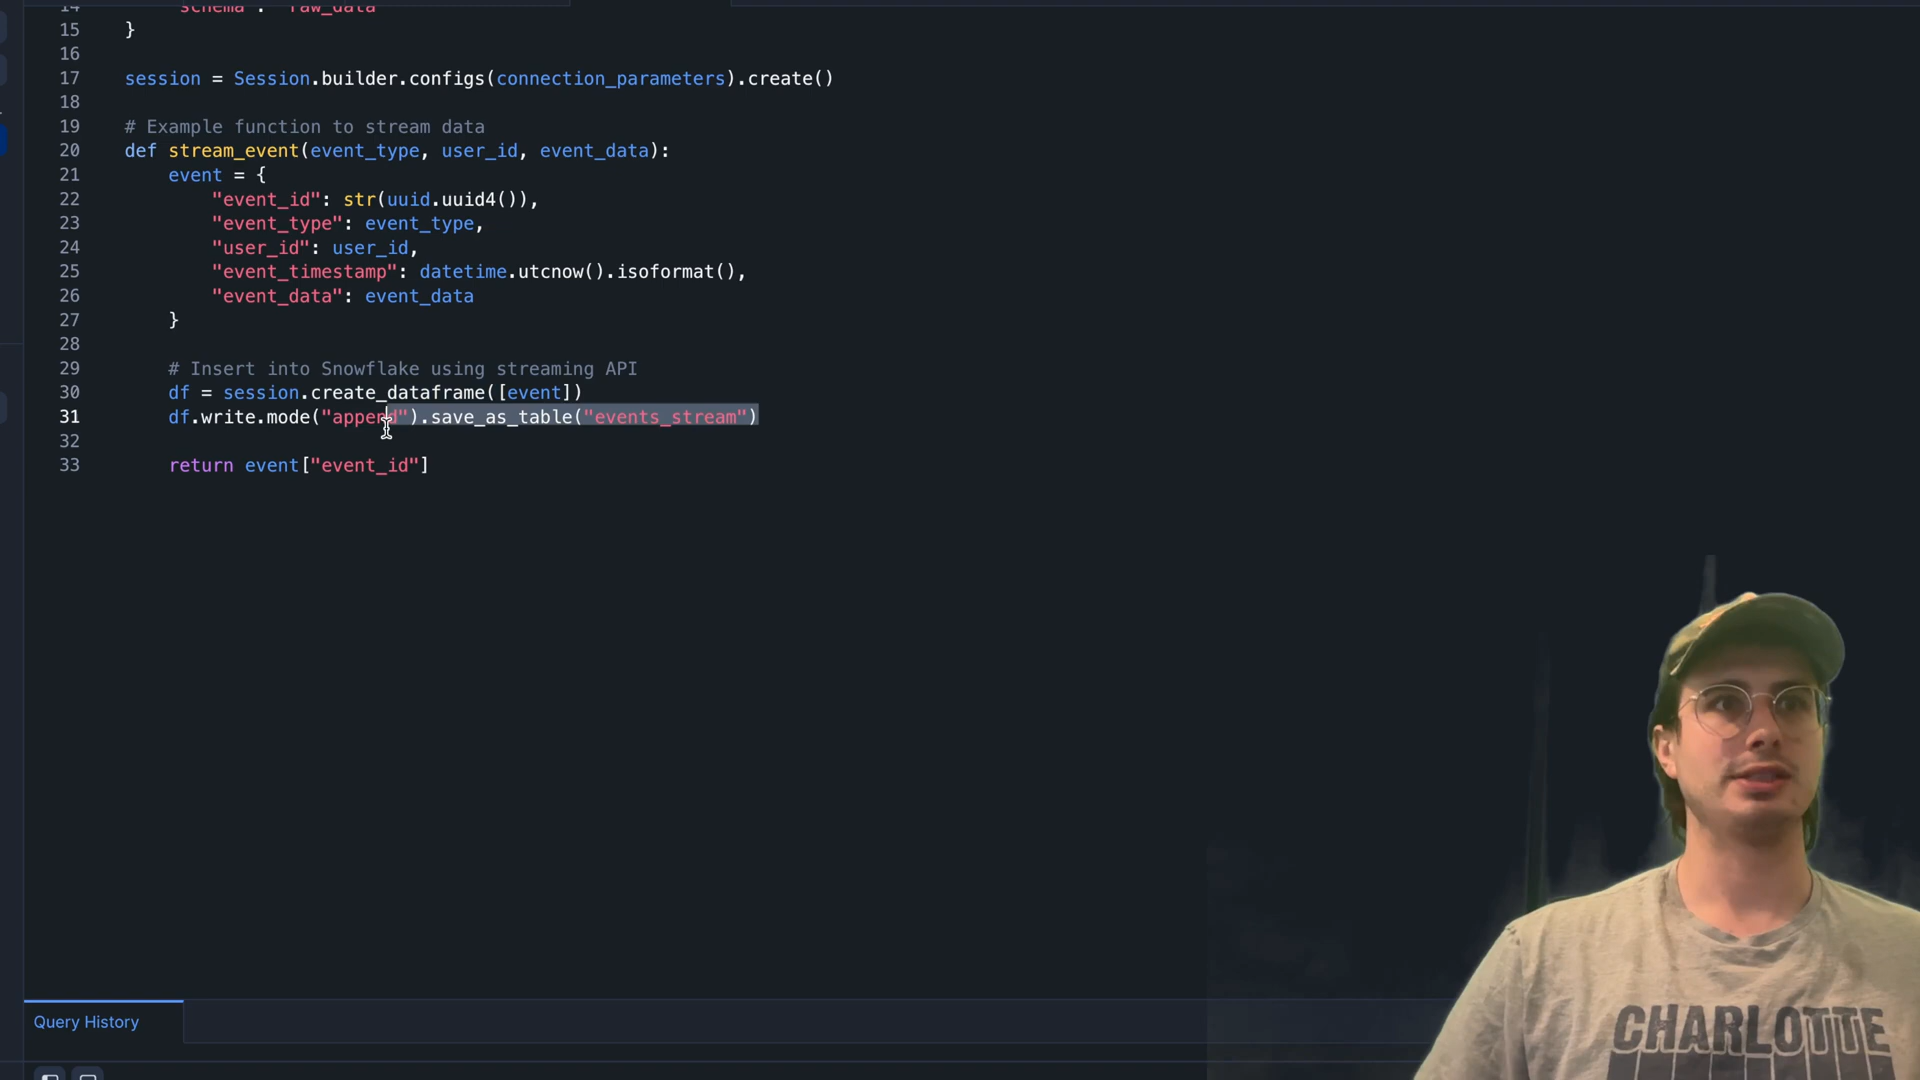 14 "schema": "raw_data"
15 }
16
17 session = Session.builder.configs(connection_parameters).create()
18
19 # Example function to stream data
20 def stream_event(event_type, user_id, event_data):
21 event = {
22 "event_id": str(uuid.uuid4()),
23 "event_type": event_type,
24 "user_id": user_id,
25 "event_timestamp": datetime.utcnow().isoformat(),
26 "event_data": event_data
27 }
28
29 # Insert into Snowflake using streaming API
30 df = session.create_dataframe([event])
31 df.write.mode("append").save_as_table("events_stream")
32
33 return event["event_id"]
CHARLOTTE
Query History